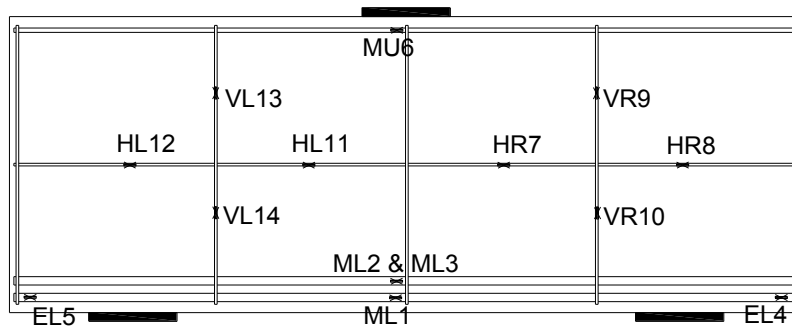 MU6
VL13
VR9
HL12
HL11
HR7
HR8
VL14
VR10
ML2 & ML3
EL5
ML1
EL4